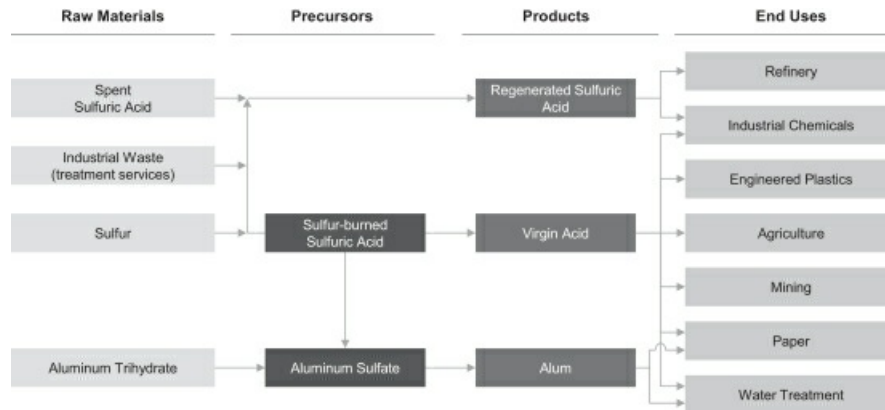 Raw Materials
Precursors
Products
End Uses
Spent
Sulfuric Acid
Regenerated Sulfuric
Acid
Refinery
Industrial Chemicals
Industrial Waste
(treatment services)
Engineered Plastics
Sulfur
Sulfur-burned
Sulfuric Acid
Virgin Acid
Agriculture
Mining
Paper
Aluminum Trihydrate
Aluminum Sulfate
Alum
Water Treatment